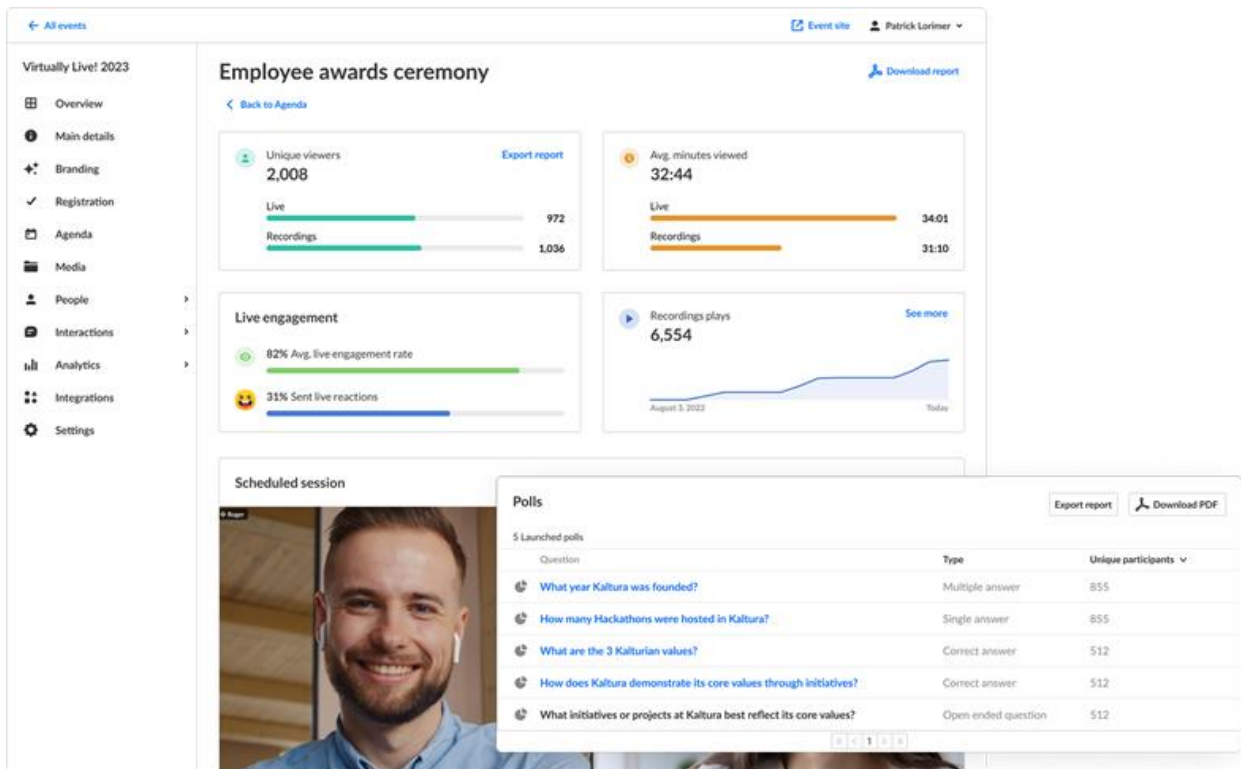 All events
Event site
Patrick Lorimer
Virtually Live! 2023
Overview
Main details
Branding
Registration
Agenda
Media
People
Interactions
Analytics
Integrations
Settings
Employee awards ceremony
Download report
Back to Agenda
Unique viewers
Export report
2,008
Live
972
Recordings
1,036
Avg. minutes viewed
32:44
Live
34:01
Recordings
31:10
Live engagement
82% Avg. live engagement rate
31% Sent live reactions
Recordings plays
See more
6,554
August 3, 2022
Today
Scheduled session
Roger
Polls
Export report
Download PDF
5 Launched polls
Question Type Unique participants
What year Kaltura was founded? Multiple answer 855
How many Hackathons were hosted in Kaltura? Single answer 855
What are the 3 Kalturian values? Correct answer 512
How does Kaltura demonstrate its core values through initiatives? Correct answer 512
What initiatives or projects at Kaltura best reflect its core values? Open ended question 512
1